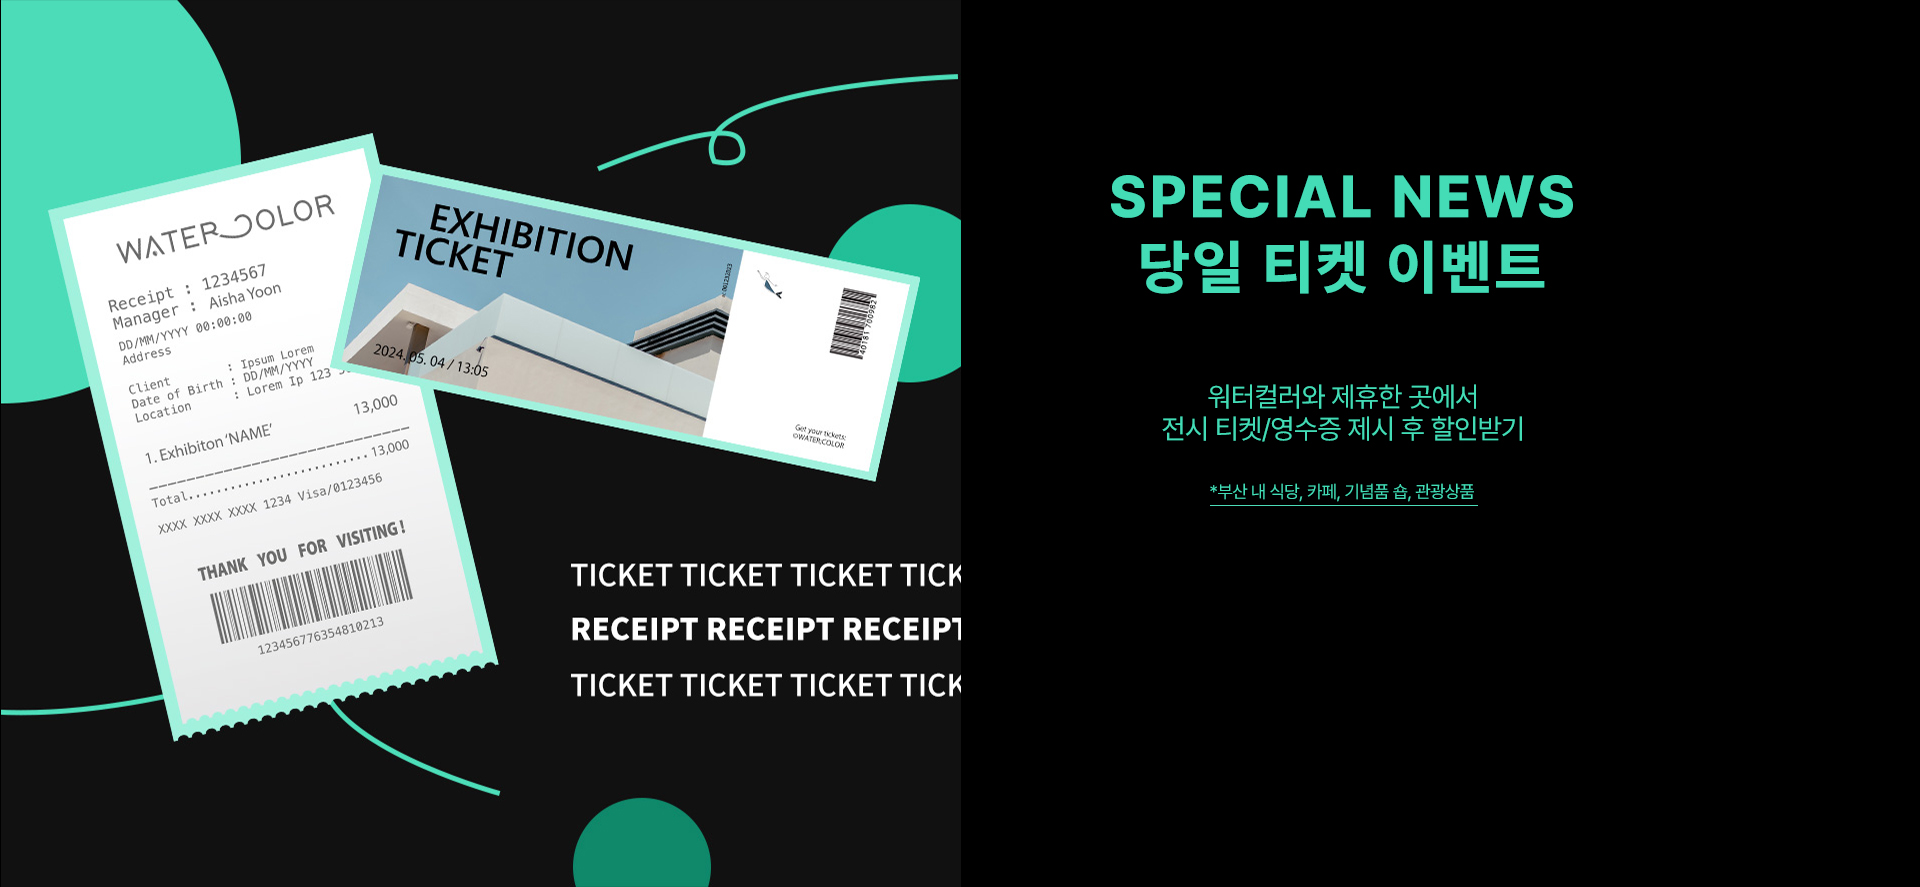 WATERCOLOR
Receipt : 1234567
Manager : Aisha Yoon
DD/MM/YYYY 00:00:00
Address
Client : Ipsum Lorem
Date of Birth : DD/MM/YYYY
Location : Lorem Ip 123
1. Exhibiton ‘NAME’ 13,000
Total.......................... 13,000
XXXX XXXX XXXX 1234 Visa/0123456
THANK YOU FOR VISITING!
123456776354810213
EXHIBITION
TICKET
2024. 05. 04 / 13:05
Get your tickets:
©WATER:COLOR
TICKET TICKET TICKET TICK
RECEIPT RECEIPT RECEIPT
TICKET TICKET TICKET TICK
SPECIAL NEWS
당일 티켓 이벤트
워터컬러와 제휴한 곳에서
전시 티켓/영수증 제시 후 할인받기
*부산 내 식당, 카페, 기념품 숍, 관광상품